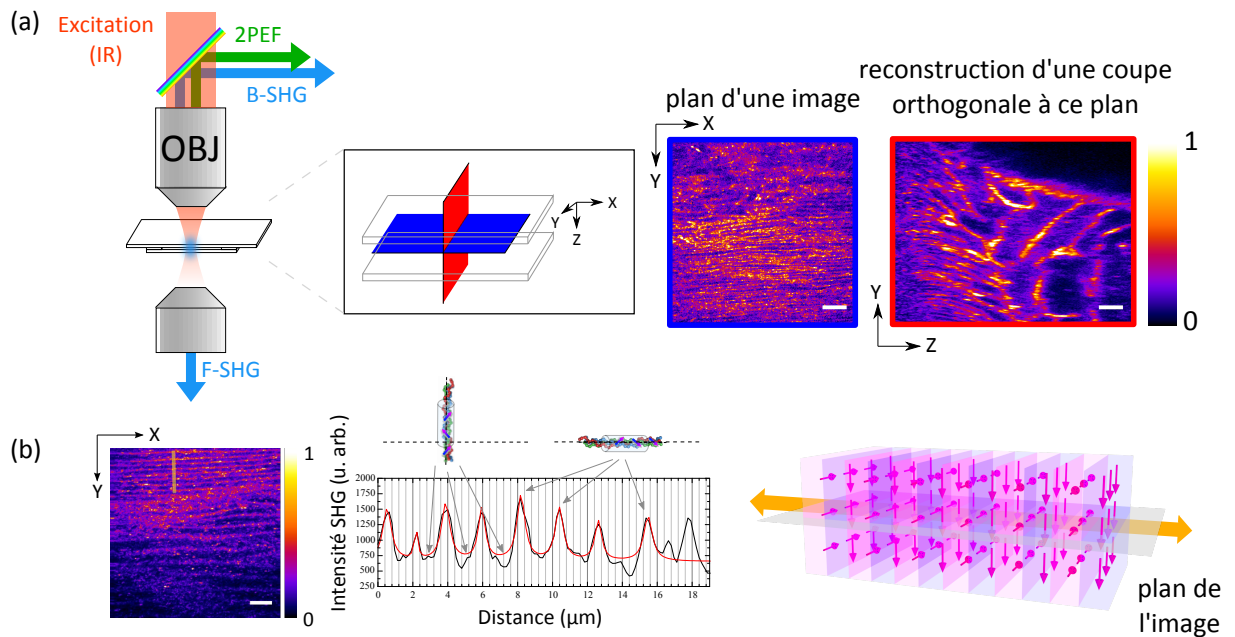 (a)
Excitation
(IR)
2PEF
B-SHG
OBJ
F-SHG
X
Y
Z
plan d'une image
X
Y
reconstruction d'une coupe
orthogonale à ce plan
Y
Z
1
0
(b)
X
Y
1
0
Intensité SHG (u. arb.)
2000
1750
1500
1250
1000
750
500
250
0 2 4 6 8 10 12 14 16 18
Distance (µm)
plan de
l'image